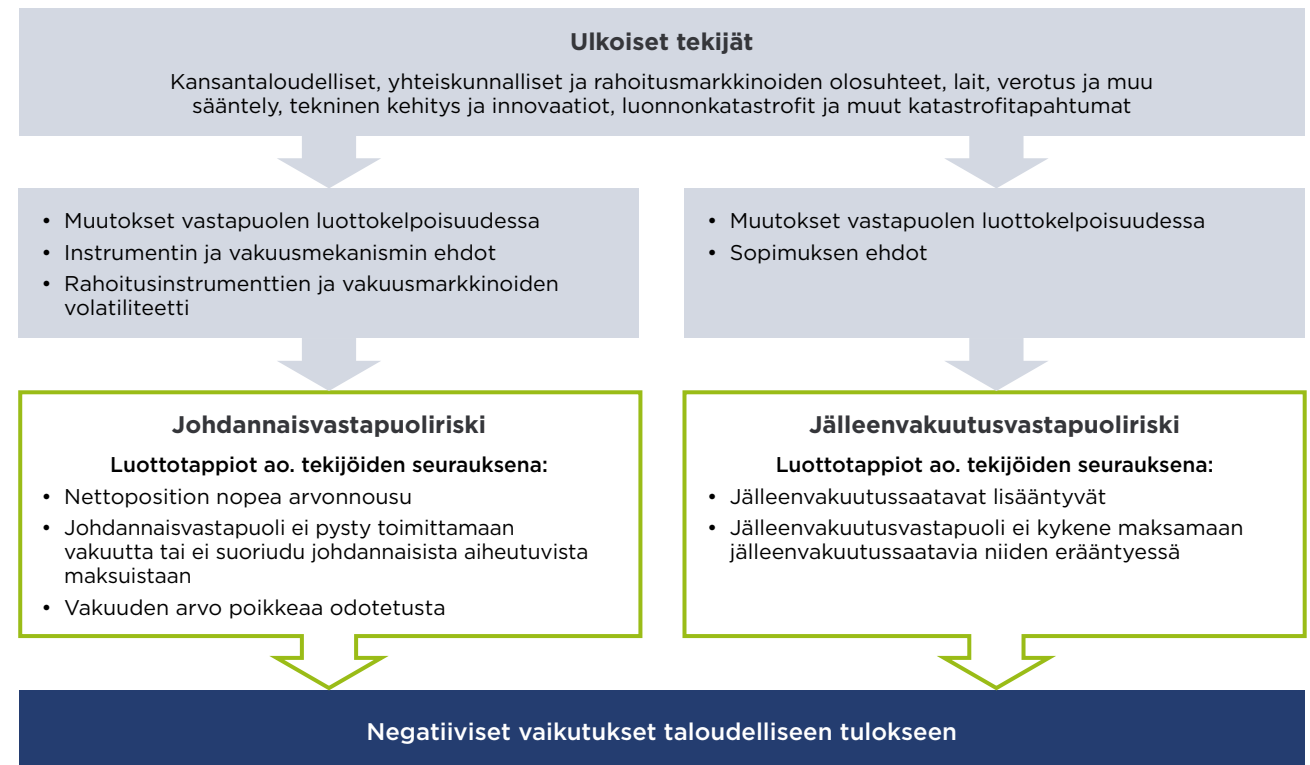 Ulkoiset tekijät
Kansantaloudelliset, yhteiskunnalliset ja rahoitusmarkkinoiden olosuhteet, lait, verotus ja muu
sääntely, tekninen kehitys ja innovaatiot, luonnonkatastrofit ja muut katastrofitapahtumat
• Muutokset vastapuolen luottokelpoisuudessa
• Instrumentin ja vakuusmekanismin ehdot
• Rahoitusinstrumenttien ja vakuusmarkkinoiden
volatiliteetti
• Muutokset vastapuolen luottokelpoisuudessa
• Sopimuksen ehdot
Johdannaisvastapuoliriski
Luottotappiot ao. tekijöiden seurauksena:
• Nettoposition nopea arvonnousu
• Johdannaisvastapuoli ei pysty toimittamaan
vakuutta tai ei suoriudu johdannaisista aiheutuvista
maksuistaan
• Vakuuden arvo poikkeaa odotetusta
Jälleenvakuutusvastapuoliriski
Luottotappiot ao. tekijöiden seurauksena:
• Jälleenvakuutussaatavat lisääntyvät
• Jälleenvakuutusvastapuoli ei kykene maksamaan
jälleenvakuutussaatavia niiden erääntyessä
Negatiiviset vaikutukset taloudelliseen tulokseen